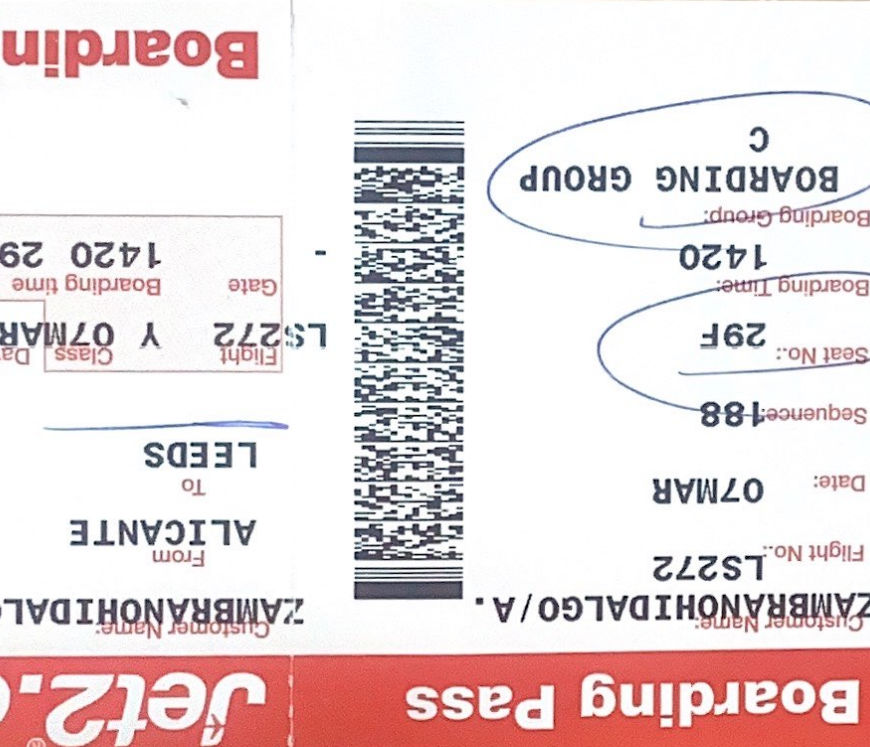 Boarding Pass
Customer Name:
ZAMBRANOHIDALGO/A.
Flight No.:
LS272
Date:
07MAR
Sequence:
188
Seat No.:
29F
Boarding Time:
1420
Boarding Group:
BOARDING GROUP
C
Jet2.
Customer Name:
ZAMBRANOHIDAL
From
ALICANTE
To
LEEDS
Flight Class
LS272 Y 07MAR
Gate Boarding time
- 1420 29
Boardin